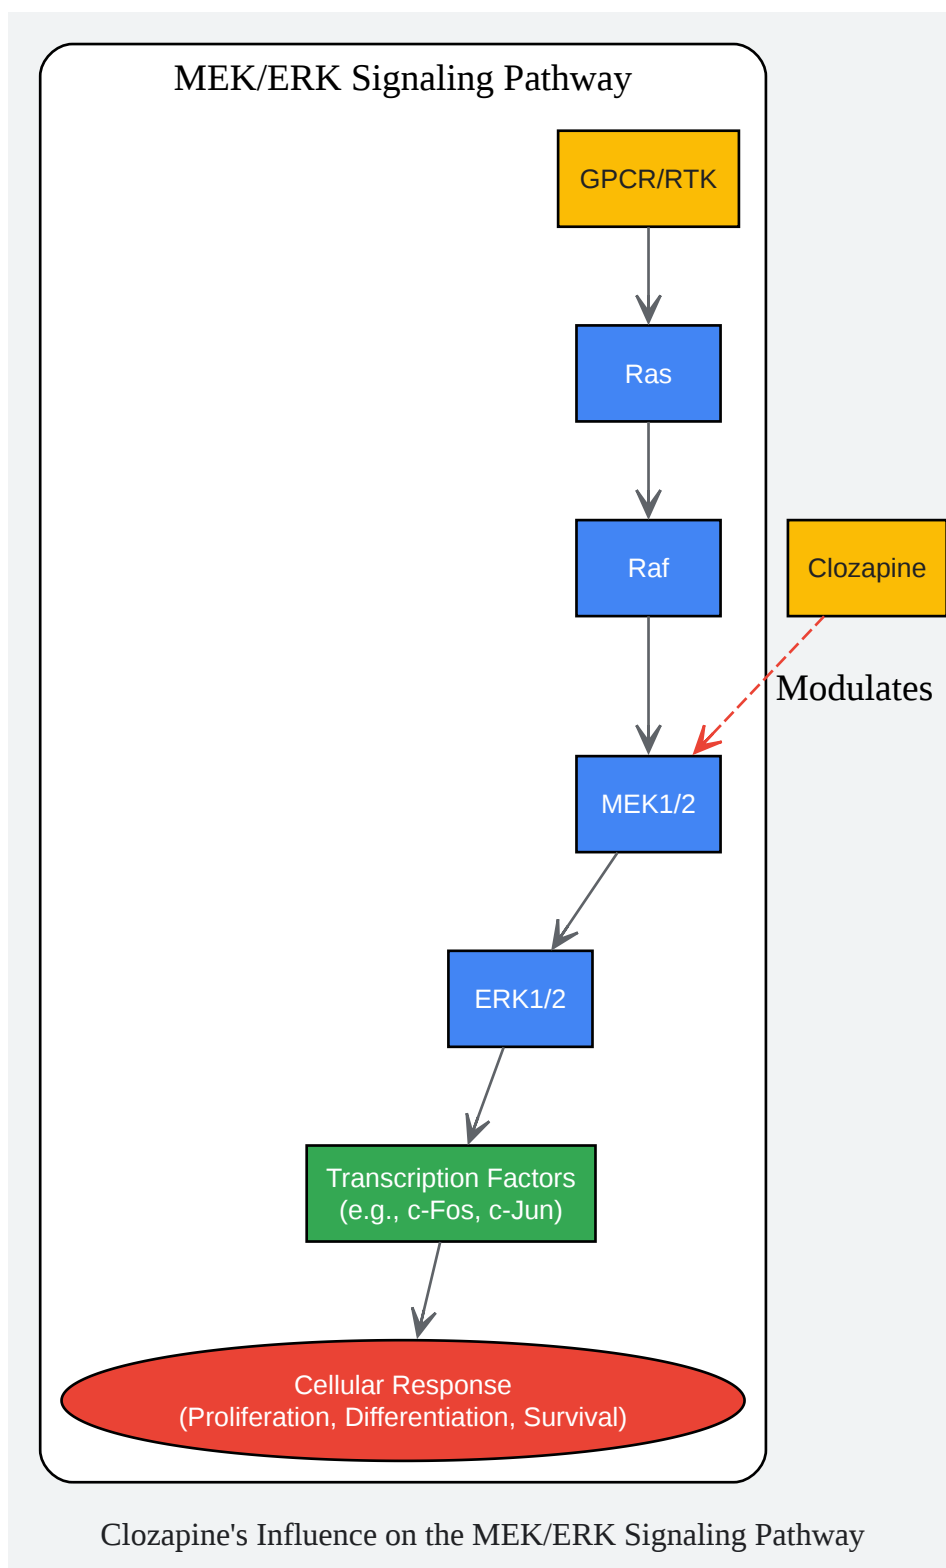 MEK/ERK Signaling Pathway
GPCR/RTK
Ras
Raf
Clozapine
Modulates
MEK1/2
ERK1/2
Transcription Factors
(e.g., c-Fos, c-Jun)
Cellular Response
(Proliferation, Differentiation, Survival)
Clozapine's Influence on the MEK/ERK Signaling Pathway